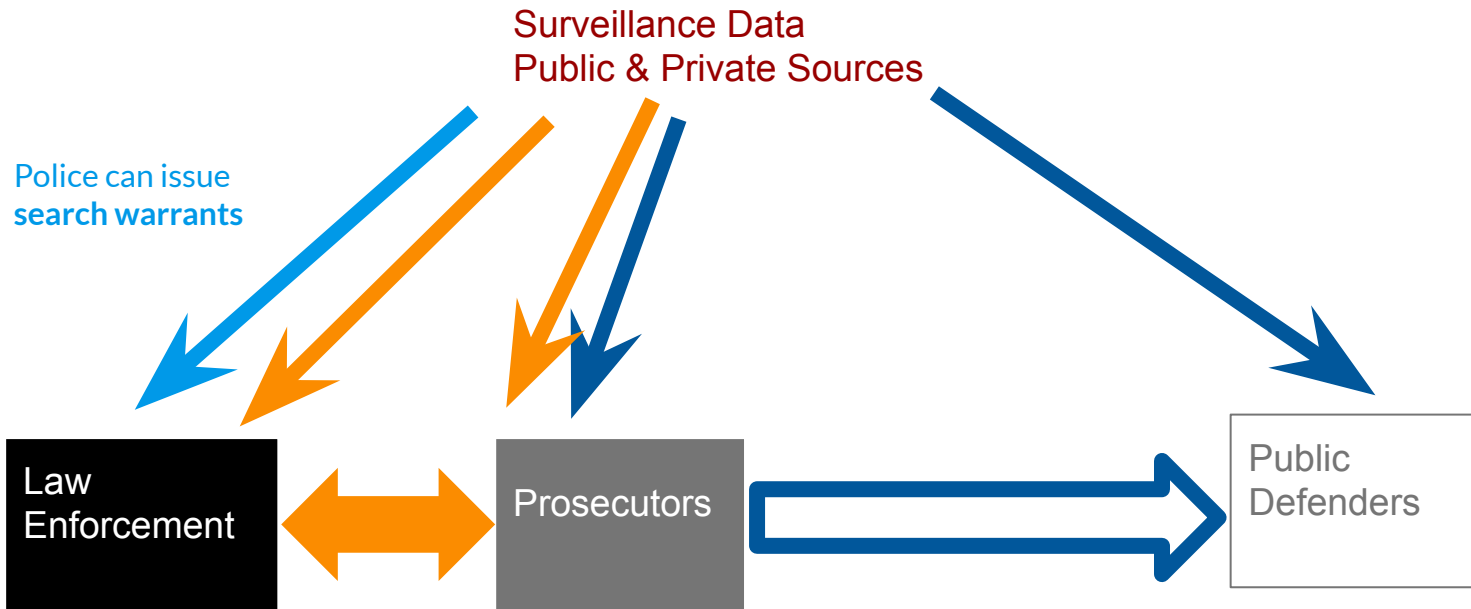 Surveillance Data
Public & Private Sources
Police can issue
search warrants
Law
Enforcement
Prosecutors
Public
Defenders